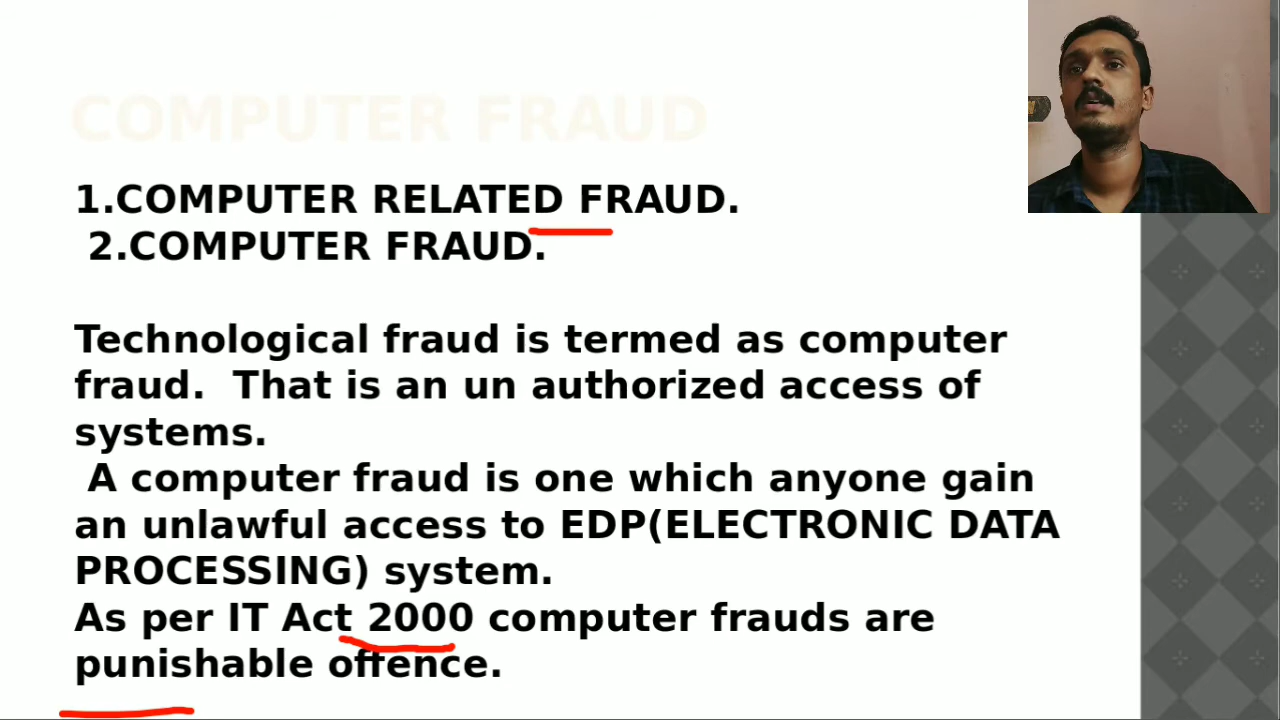 COMPUTER FRAUD
1.COMPUTER RELATED FRAUD.
2.COMPUTER FRAUD.
Technological fraud is termed as computer
fraud. That is an un authorized access of
systems.
A computer fraud is one which anyone gain
an unlawful access to EDP(ELECTRONIC DATA
PROCESSING) system.
As per IT Act 2000 computer frauds are
punishable offence.